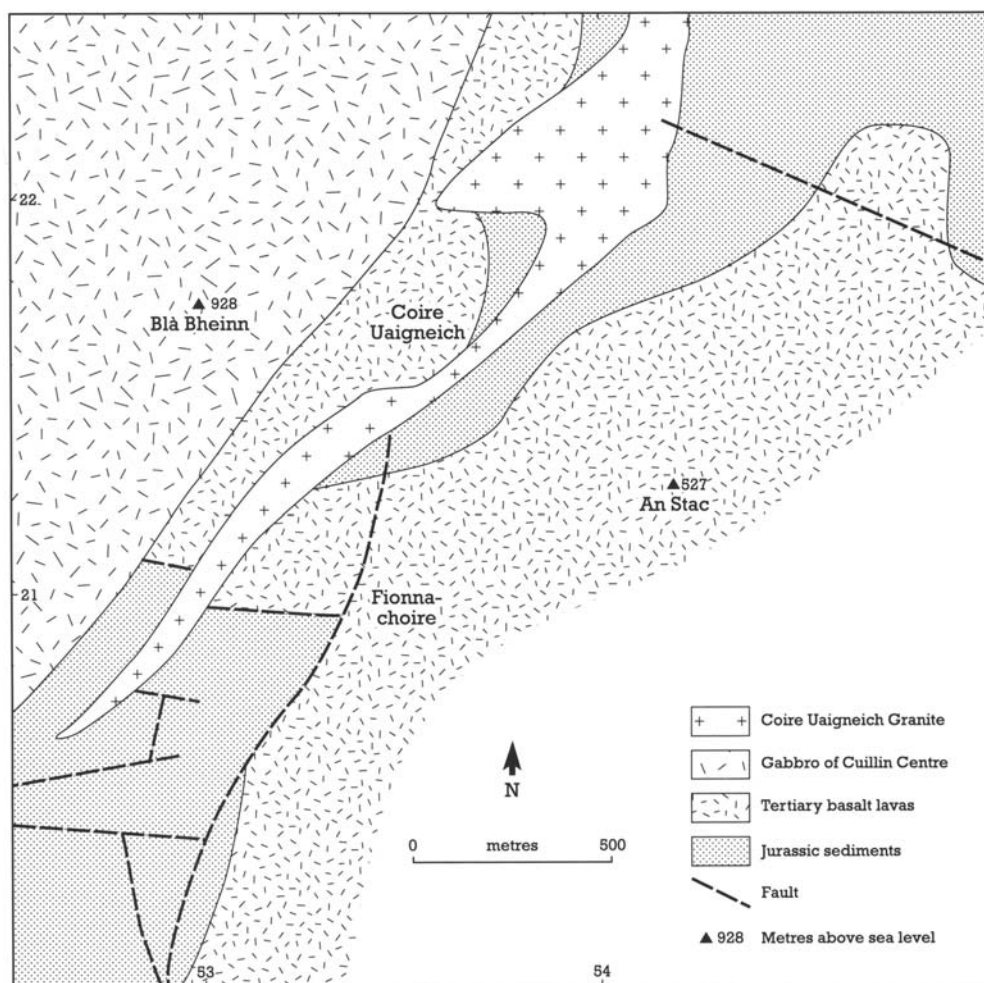 22
928
Blà Bheinn
Coire
Uaigneich
527
An Stac
21
Fionna-
choire
N
0 metres 500
Coire Uaigneich Granite
Gabbro of Cuillin Centre
Tertiary basalt lavas
Jurassic sediments
Fault
928 Metres above sea level
53
54